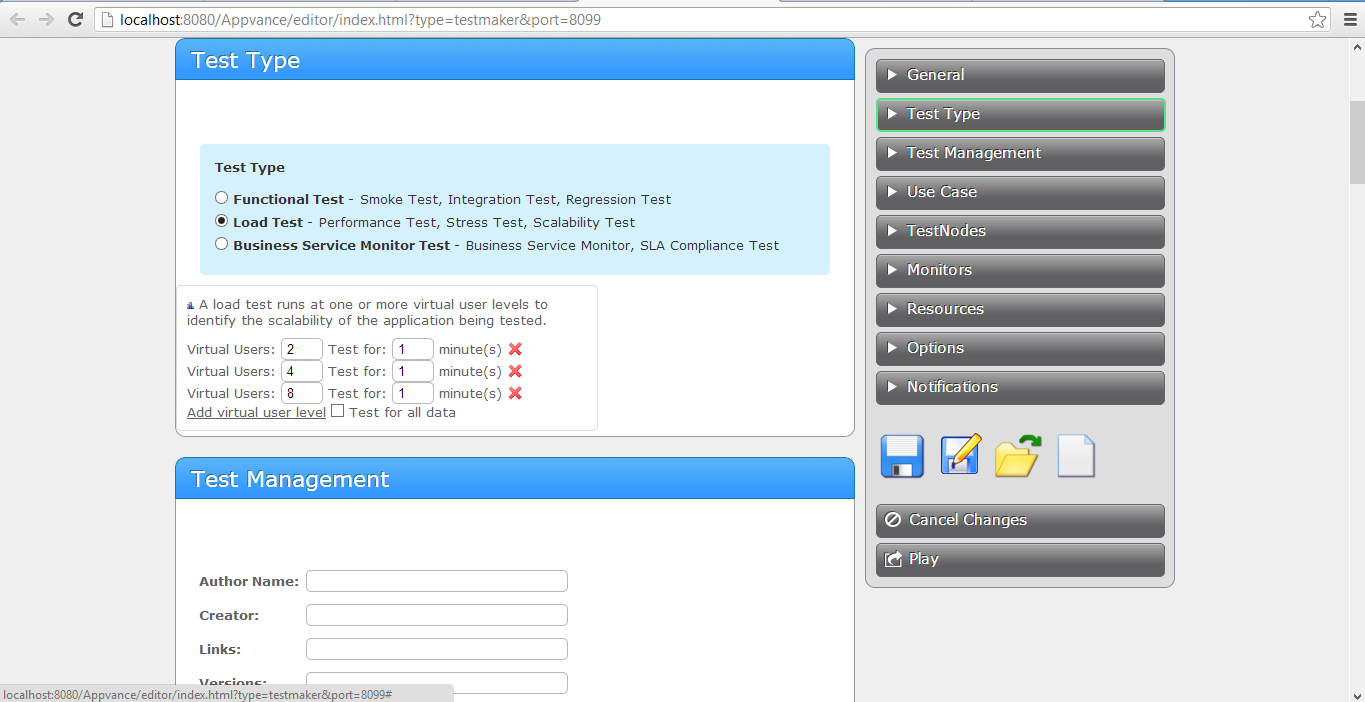 localhost:8080/Appvance/editor/index.html?type=testmaker&port=8099
Test Type
Test Type
Functional Test - Smoke Test, Integration Test, Regression Test
Load Test - Performance Test, Stress Test, Scalability Test
Business Service Monitor Test - Business Service Monitor, SLA Compliance Test
A load test runs at one or more virtual user levels to
identify the scalability of the application being tested.
Virtual Users: 2 Test for: 1 minute(s)
Virtual Users: 4 Test for: 1 minute(s)
Virtual Users: 8 Test for: 1 minute(s)
Add virtual user level Test for all data
Test Management
Author Name:
Creator:
Links:
Versions:
General
Test Type
Test Management
Use Case
TestNodes
Monitors
Resources
Options
Notifications
Cancel Changes
Play
localhost:8080/Appvance/editor/index.html?type=testmaker&port=8099#